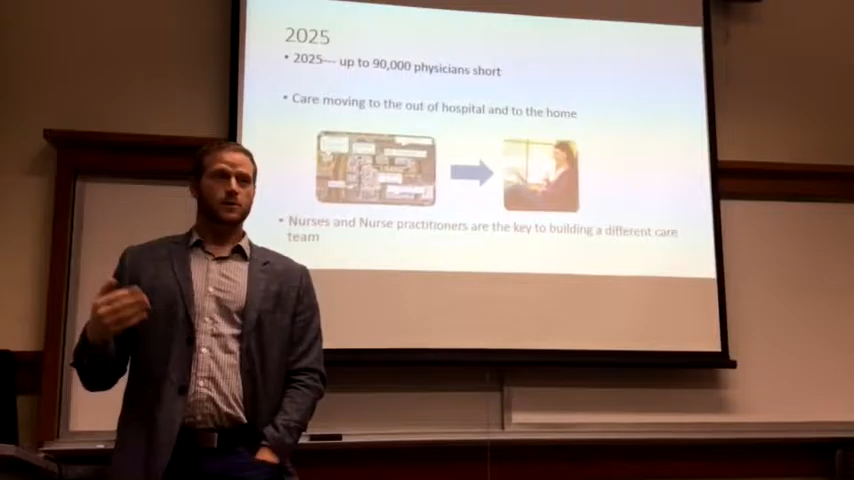 2025
• 2025--- up to 90,000 physicians short
• Care moving to the out of hospital and to the home
• Nurses and Nurse practitioners are the key to building a different care
team